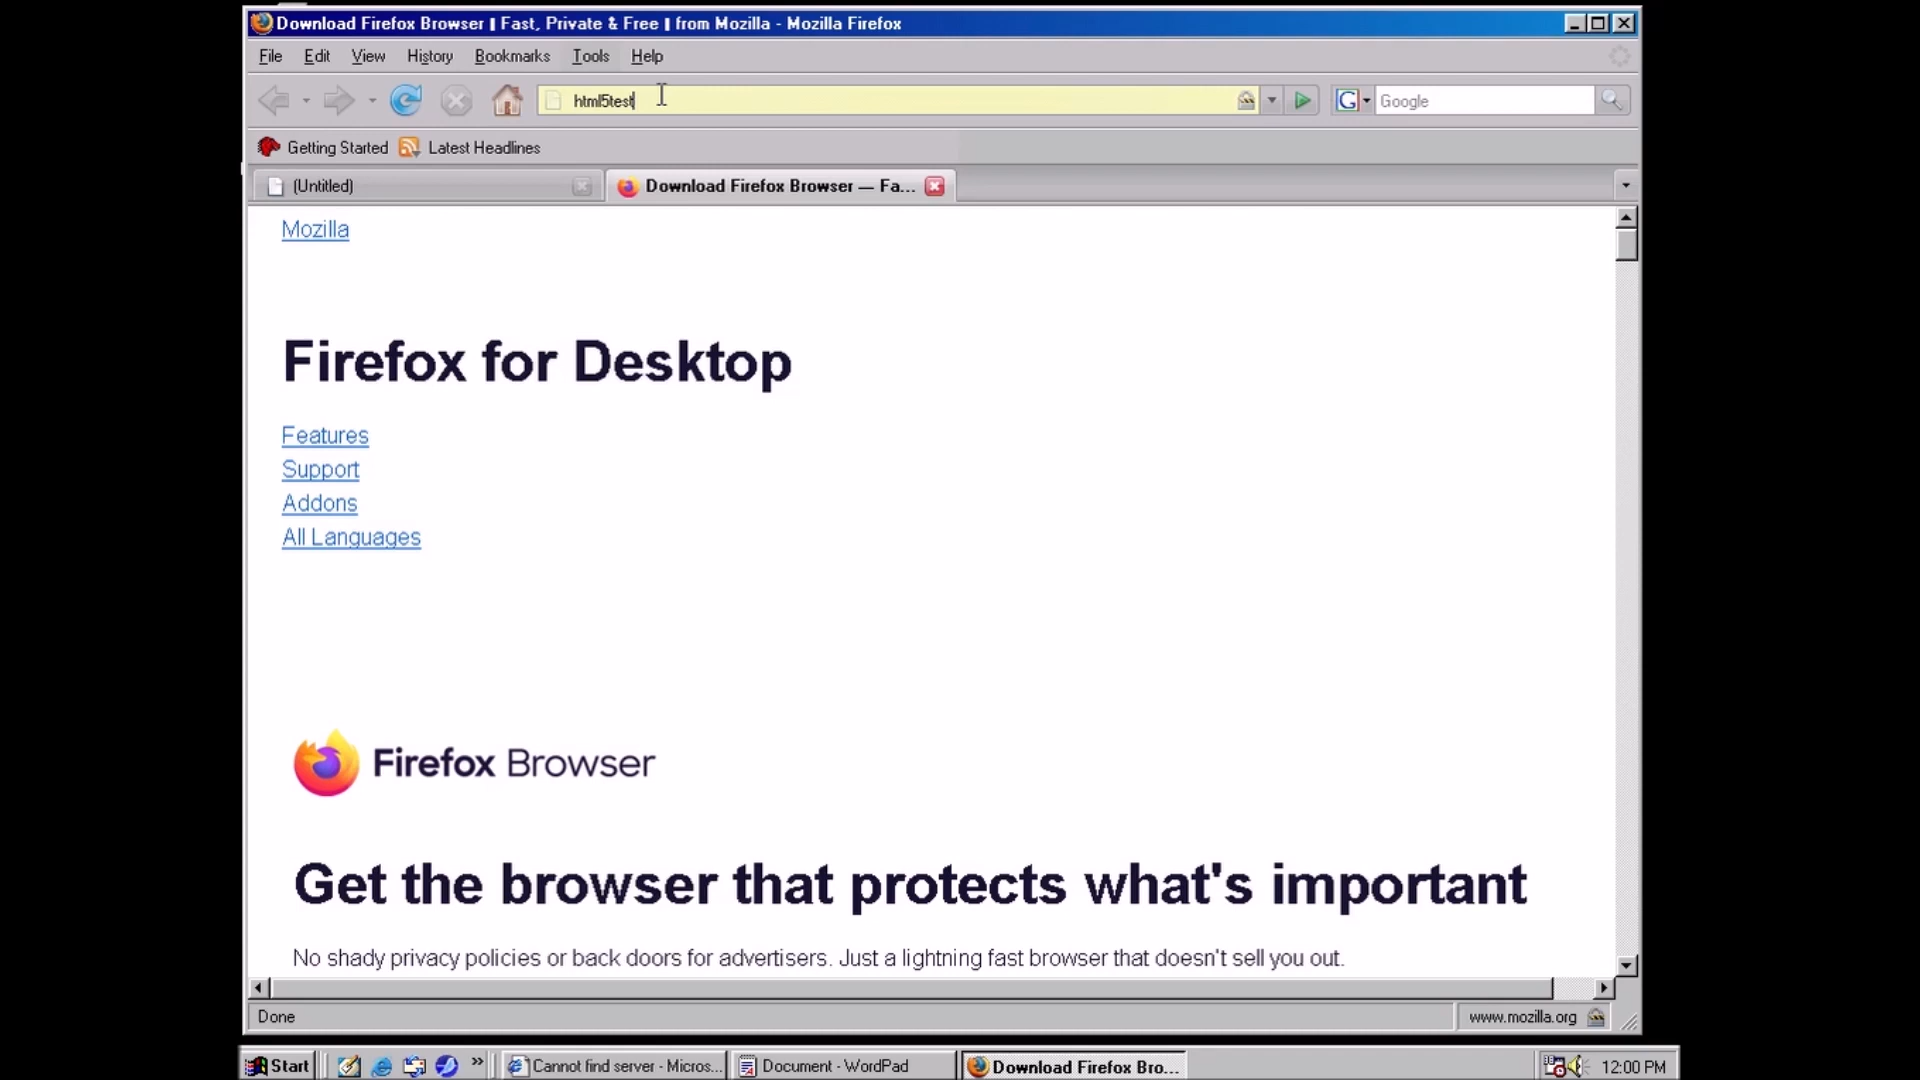 Download Firefox Browser | Fast, Private & Free | from Mozilla - Mozilla Firefox
File Edit View History Bookmarks Tools Help
html5test
Google
Getting Started Latest Headlines
(Untitled)
Download Firefox Browser — Fa...
Mozilla
Firefox for Desktop
Features
Support
Addons
All Languages
Firefox Browser
Get the browser that protects what's important
No shady privacy policies or back doors for advertisers. Just a lightning fast browser that doesn't sell you out.
Done
www.mozilla.org
Start
»
Cannot find server - Micros...
Document - WordPad
Download Firefox Bro...
12:00 PM